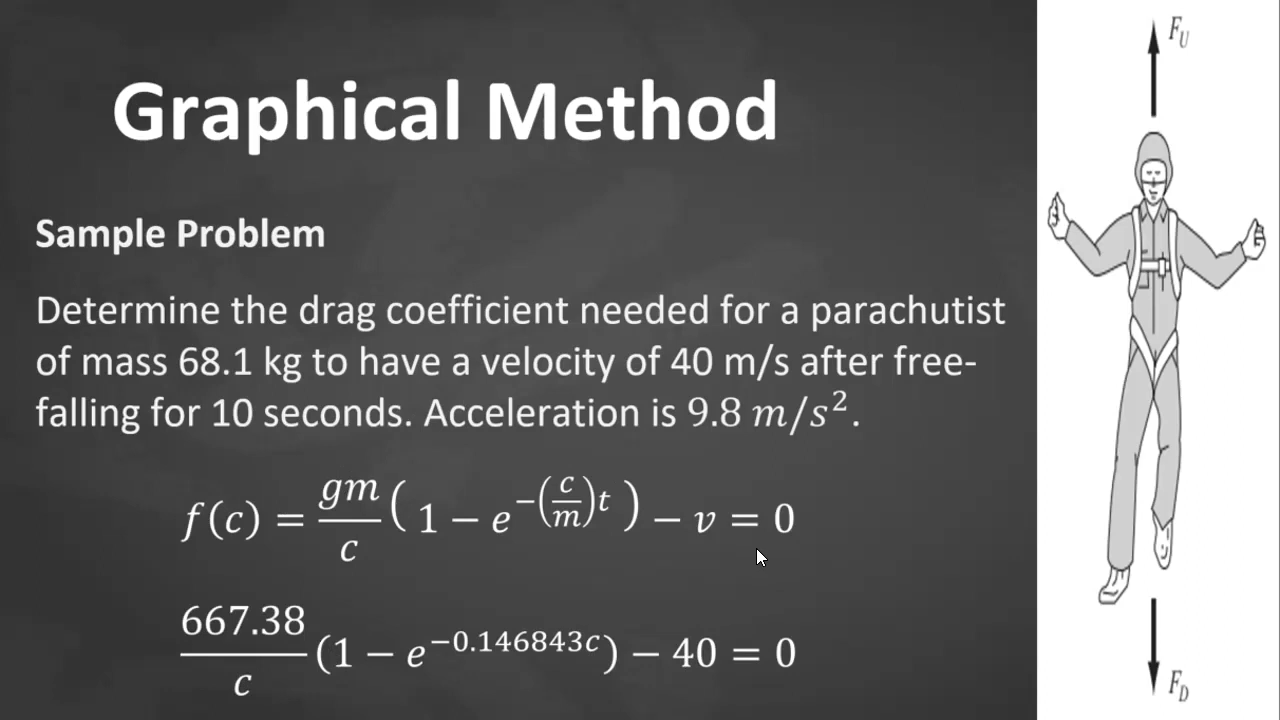 Graphical Method
Sample Problem
Determine the drag coefficient needed for a parachutist
of mass 68.1 kg to have a velocity of 40 m/s after free-
falling for 10 seconds. Acceleration is 9.8 m/s².
f(c) = gm/c ( 1 − e^−(c/m)t ) − v = 0
667.38/c (1 − e^−0.146843c) − 40 = 0
F_U
F_D